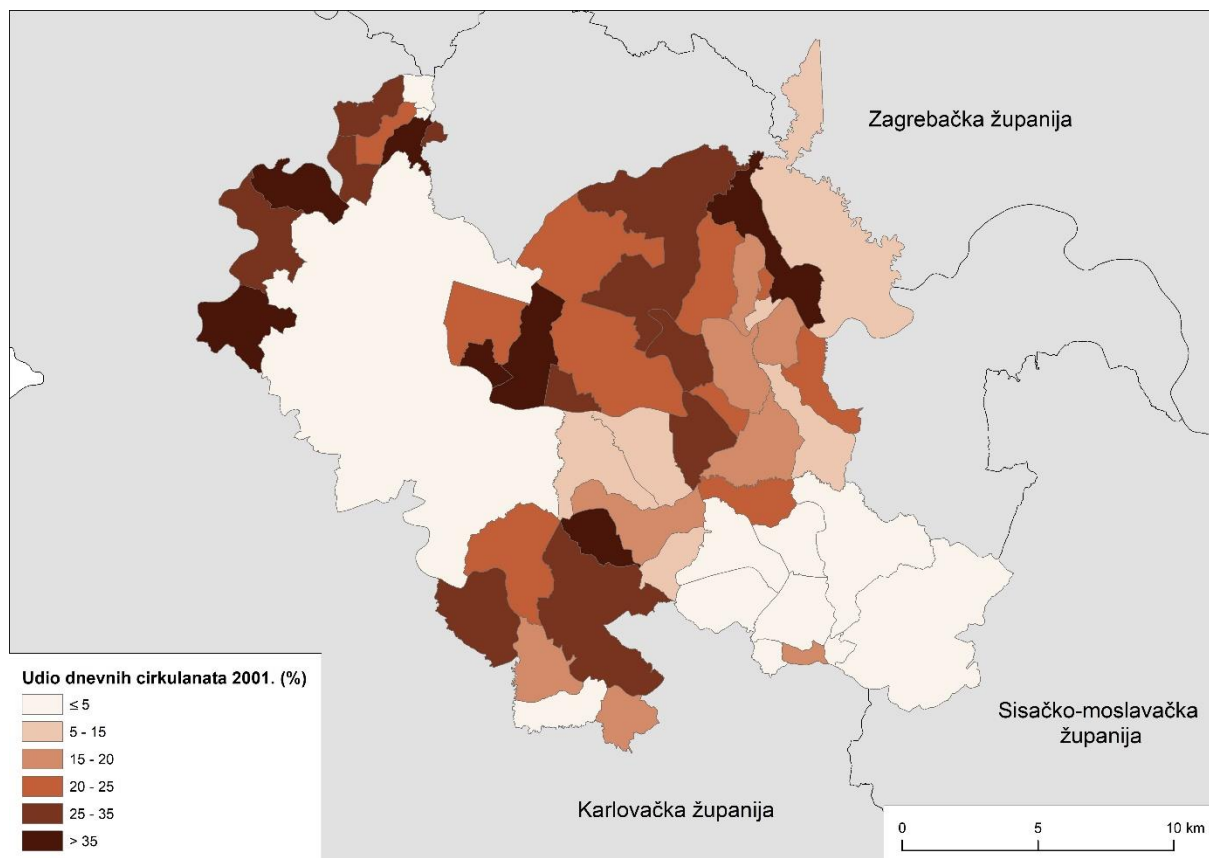 Zagrebačka županija
Udio dnevnih cirkulanata 2001. (%)
≤ 5
5 - 15
15 - 20
20 - 25
25 - 35
> 35
Sisačko-moslavačka
županija
Karlovačka županija
0 5 10 km